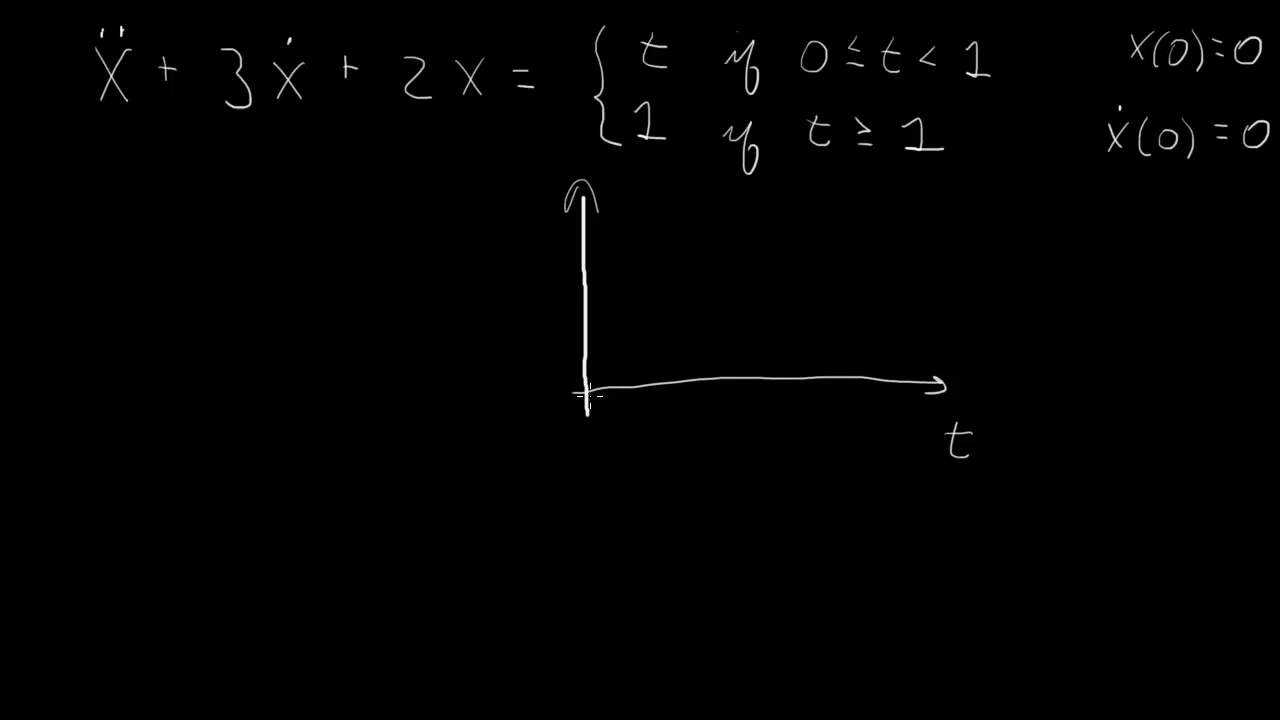 ẍ + 3ẋ + 2x = { t if 0 ≤ t < 1 x(0)=0
1 if t ≥ 1 ẋ(0)=0
t